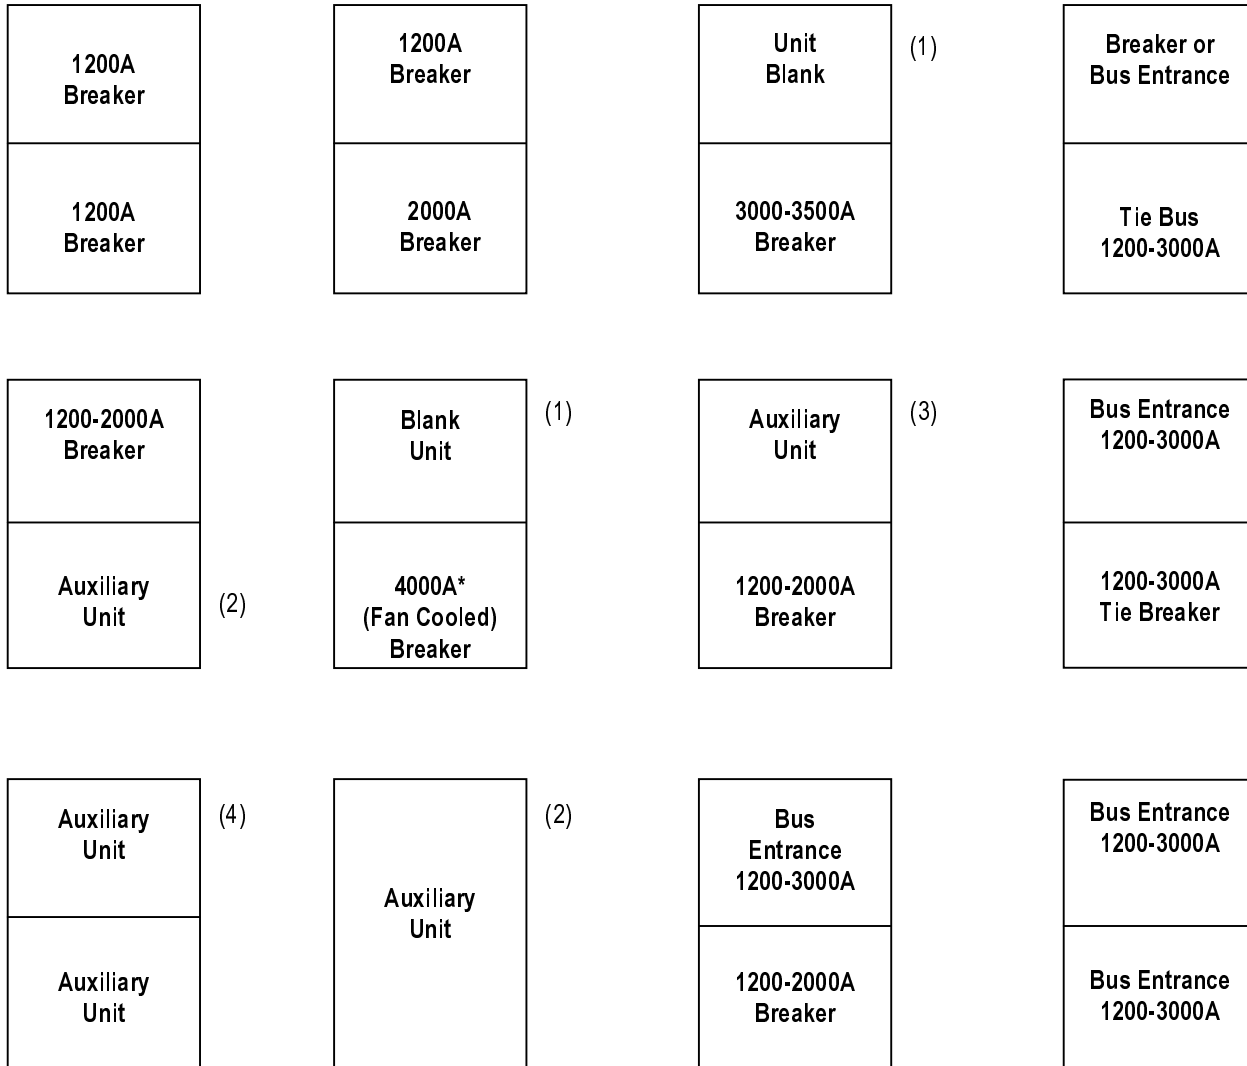 1200A
Breaker
1200A
Breaker
1200A
Breaker
2000A
Breaker
Unit
Blank
(1)
3000-3500A
Breaker
Breaker or
Bus Entrance
Tie Bus
1200-3000A
1200-2000A
Breaker
Auxiliary
Unit
(2)
Blank
Unit
(1)
4000A*
(Fan Cooled)
Breaker
Auxiliary
Unit
(3)
1200-2000A
Breaker
Bus Entrance
1200-3000A
1200-3000A
Tie Breaker
Auxiliary
Unit
(4)
Auxiliary
Unit
Auxiliary
Unit
(2)
Bus
Entrance
1200-3000A
1200-2000A
Breaker
Bus Entrance
1200-3000A
Bus Entrance
1200-3000A